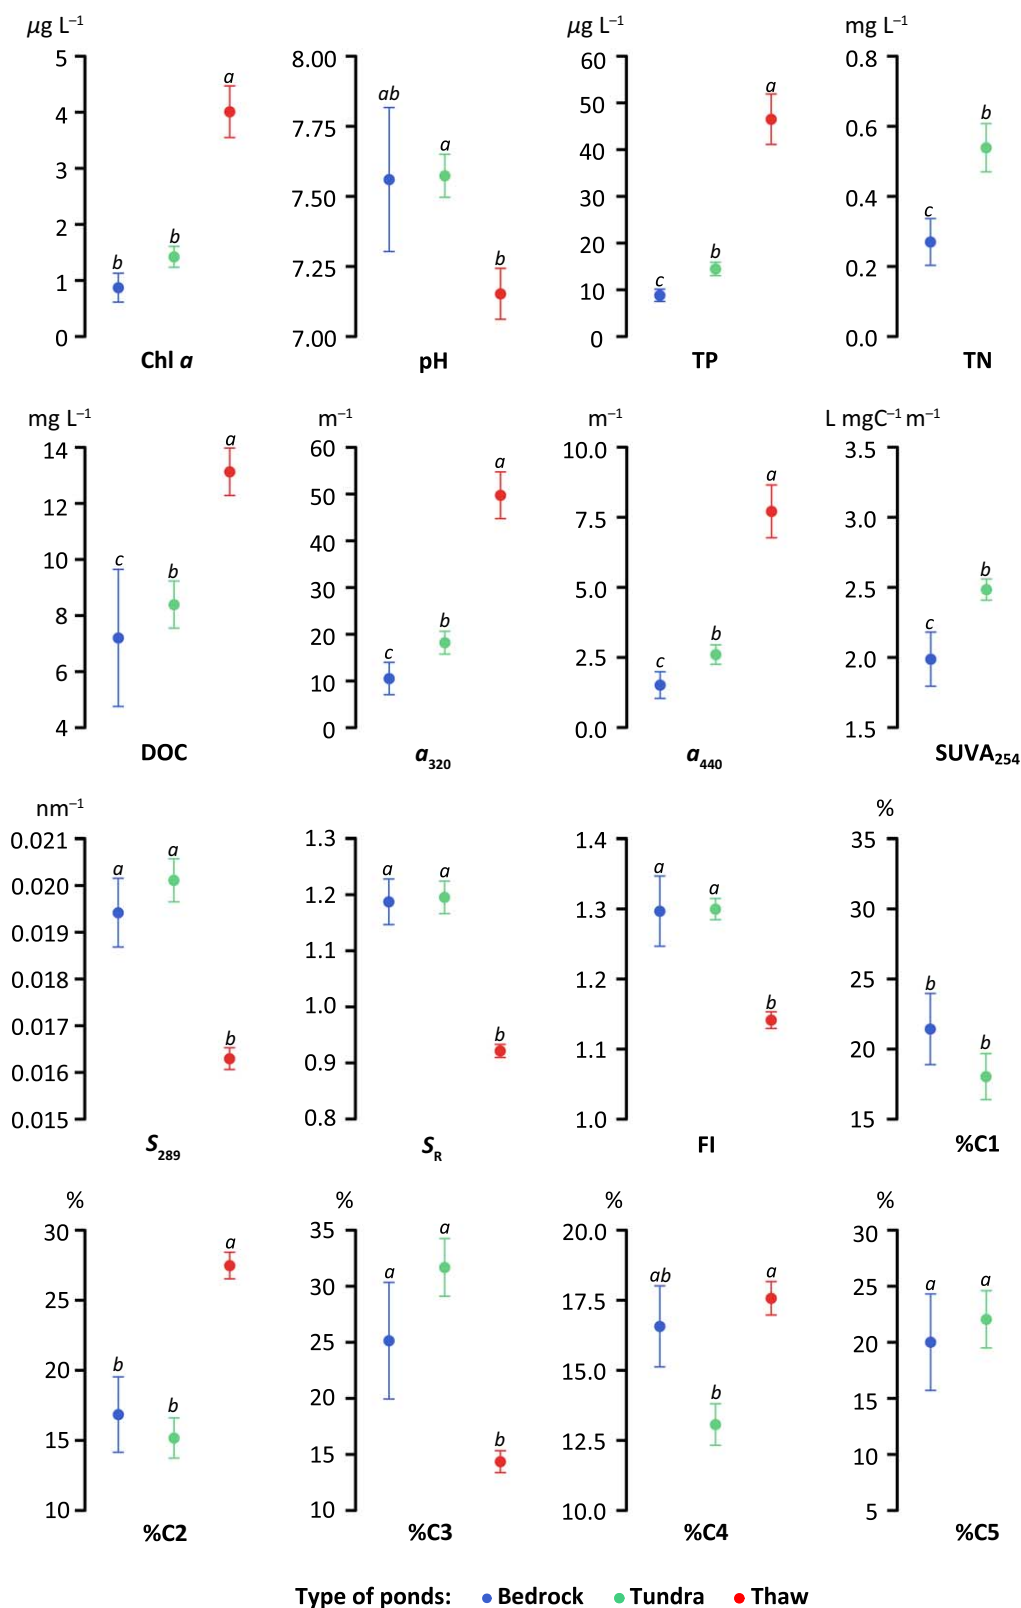 µg L⁻¹ µg L⁻¹ mg L⁻¹
5 8.00 60 0.8
a ab a b
4 7.75 50 0.6
3 a 40
b 7.50 30 0.4
2 b c
b 7.25 b 20 b 0.2
1 c 10
0 7.00 0 0.0
Chl a pH TP TN
mg L⁻¹ m⁻¹ m⁻¹ L mgC⁻¹ m⁻¹
14 60 10.0 3.5
a a a
12 50 7.5 3.0
10 40
c b 30 5.0 2.5 b
8 b b c
6 c 20 2.5 c 2.0
10
4 0 0.0 1.5
DOC a₃₂₀ a₄₄₀ SUVA₂₅₄
nm⁻¹ %
0.021 1.3 1.4 35
a a a a a a
0.020 1.2 1.3 30
0.019
0.018 1.1 1.2 25 b
0.017 1.0 b
b b b
0.016 0.9 1.1 20
0.015 0.8 1.0 15
S₂₈₉ S_R FI %C1
% % % %
30 35 20.0 30
a a a ab a a a
25 30 17.5 25
25 20
20 15.0
b b 20 b 15
15 15 b 12.5 10
10 10 10.0 5
%C2 %C3 %C4 %C5
Type of ponds: Bedrock Tundra Thaw